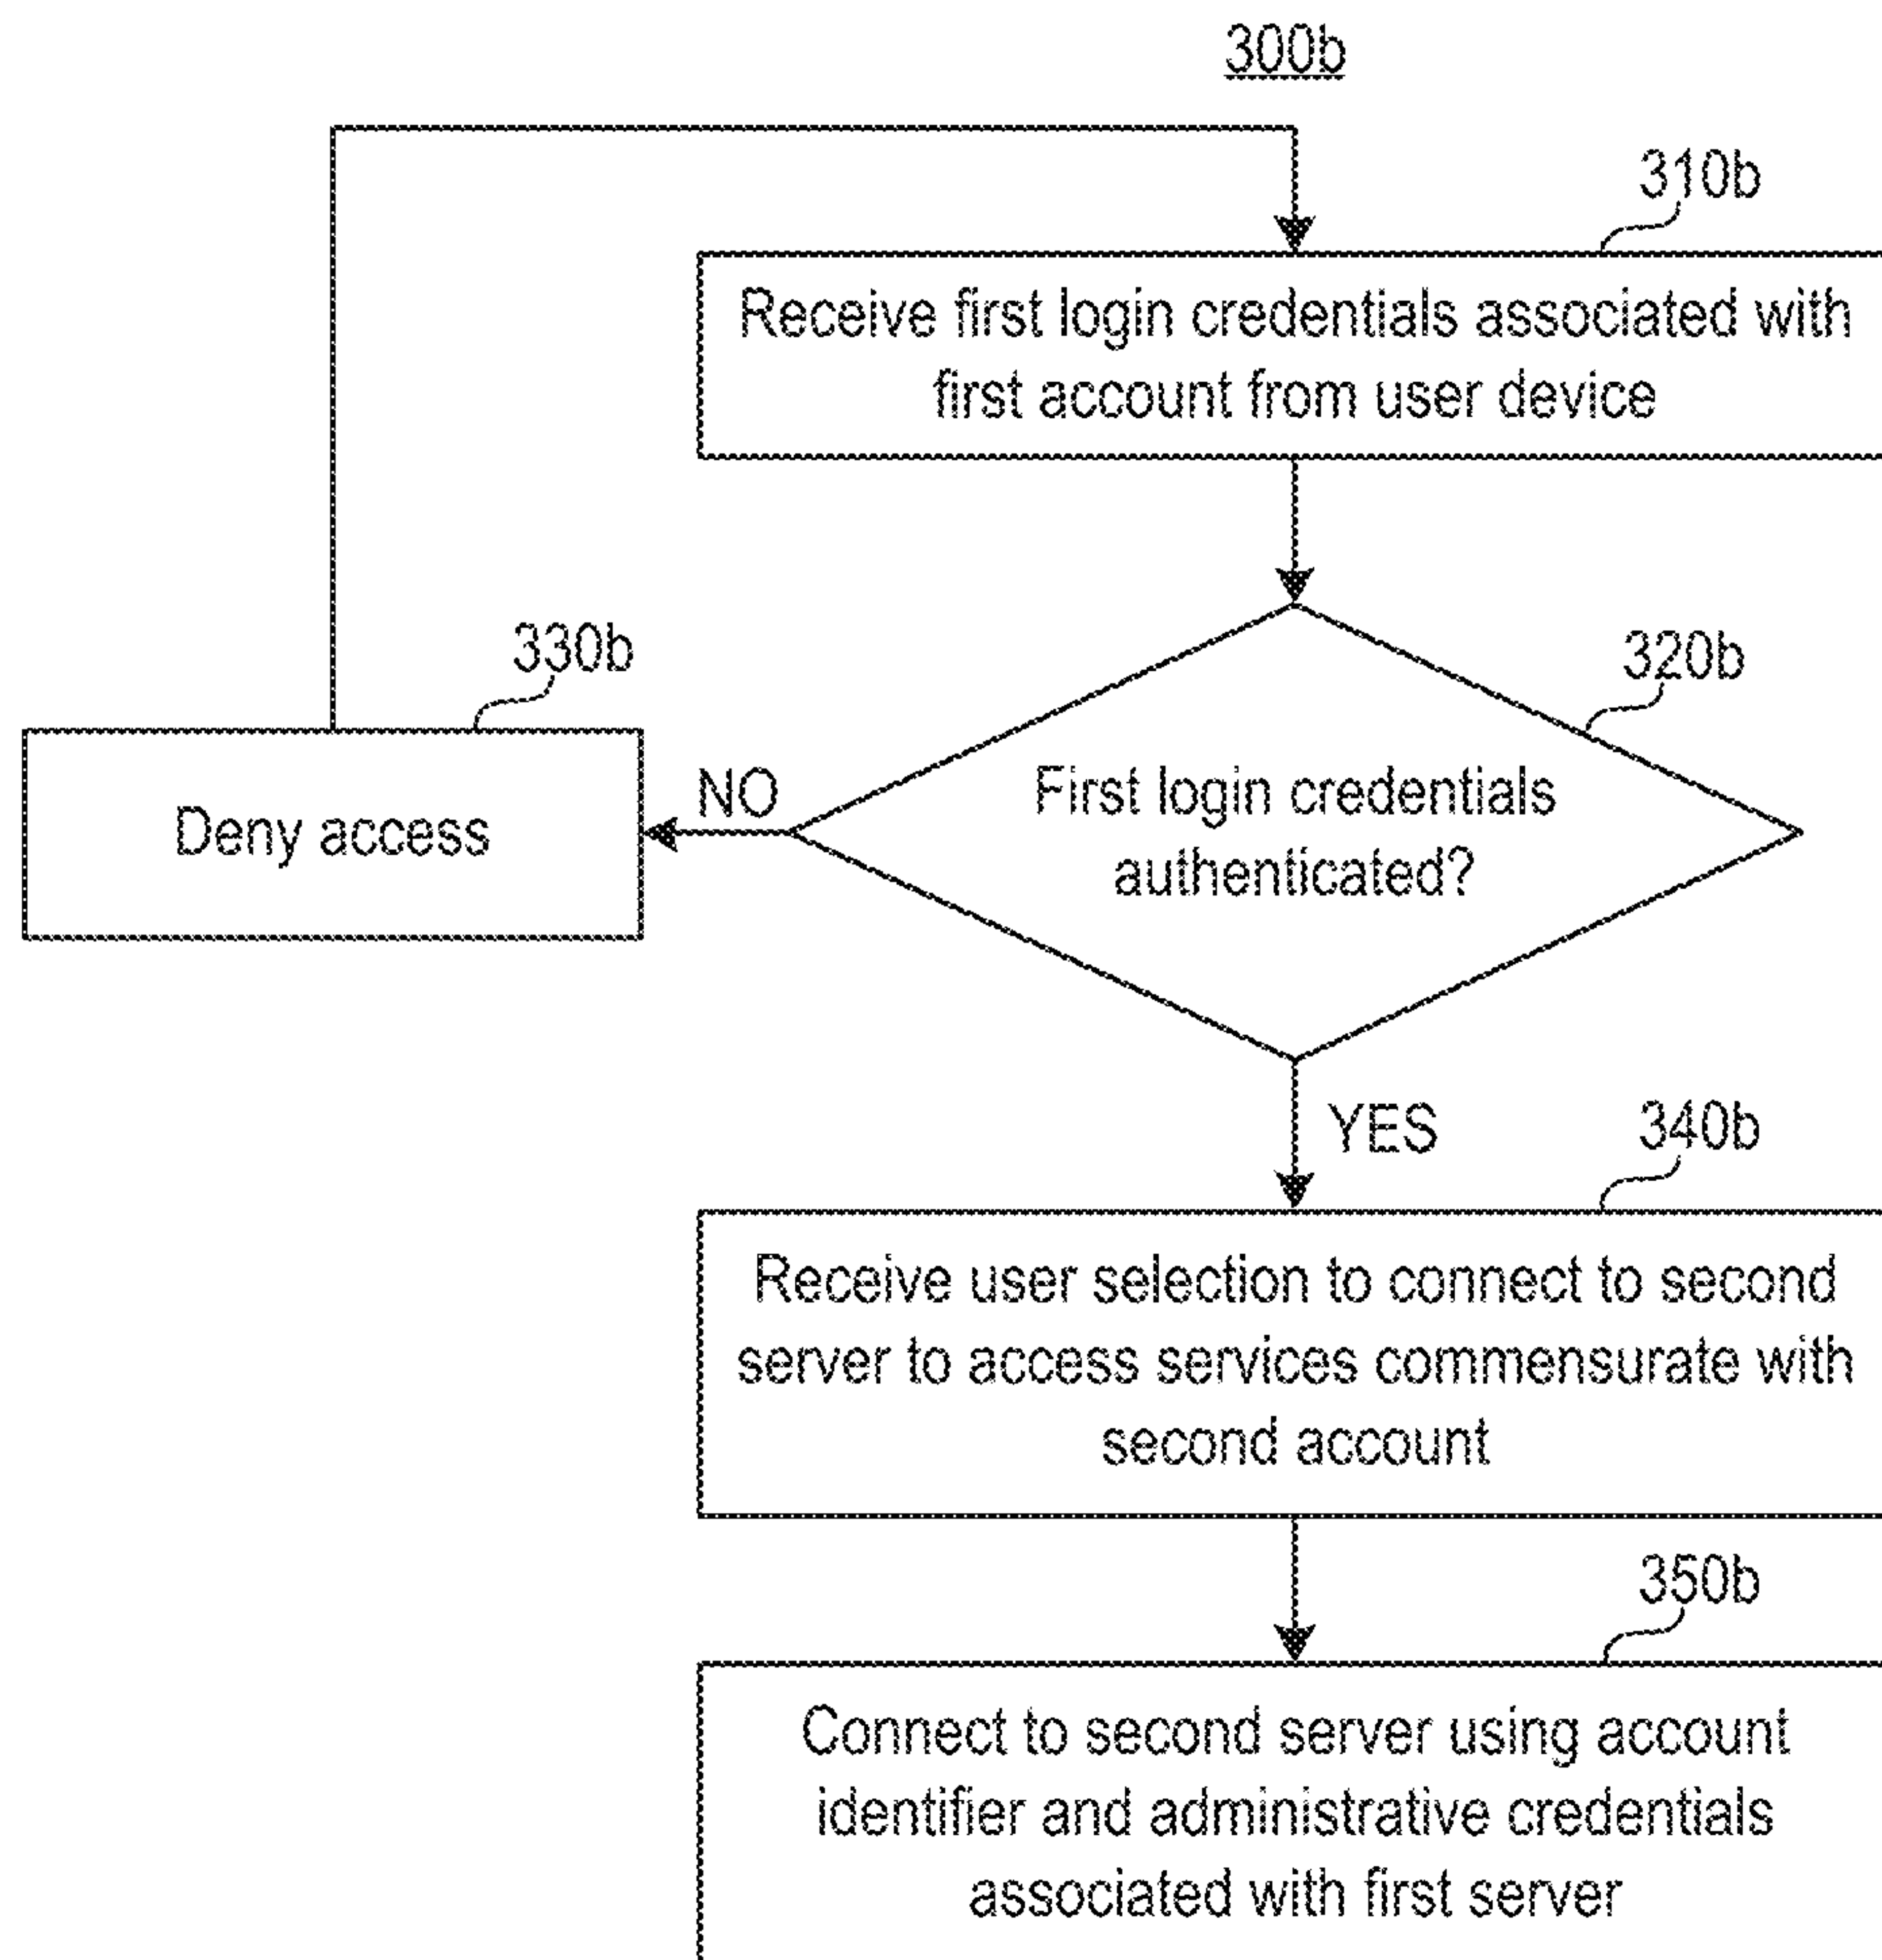 300b
310b
Receive first login credentials associated with
first account from user device
330b
320b
Deny access
NO
First login credentials
authenticated?
YES
340b
Receive user selection to connect to second
server to access services commensurate with
second account
350b
Connect to second server using account
identifier and administrative credentials
associated with first server